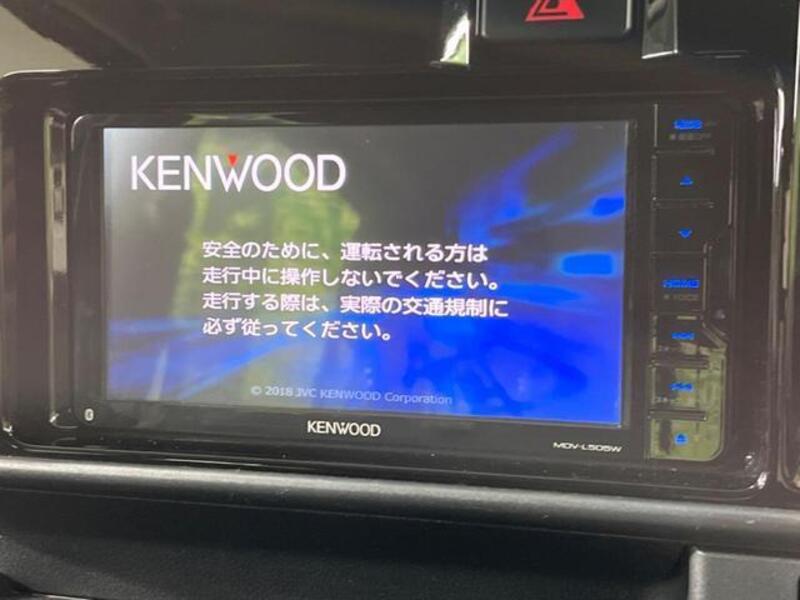 KENWOOD
安全のために、運転される方は
走行中に操作しないでください。
走行する際は、実際の交通規制に
必ず従ってください。
© 2018 JVC KENWOOD Corporation
KENWOOD
MDV-L505W
HOME
VOICE